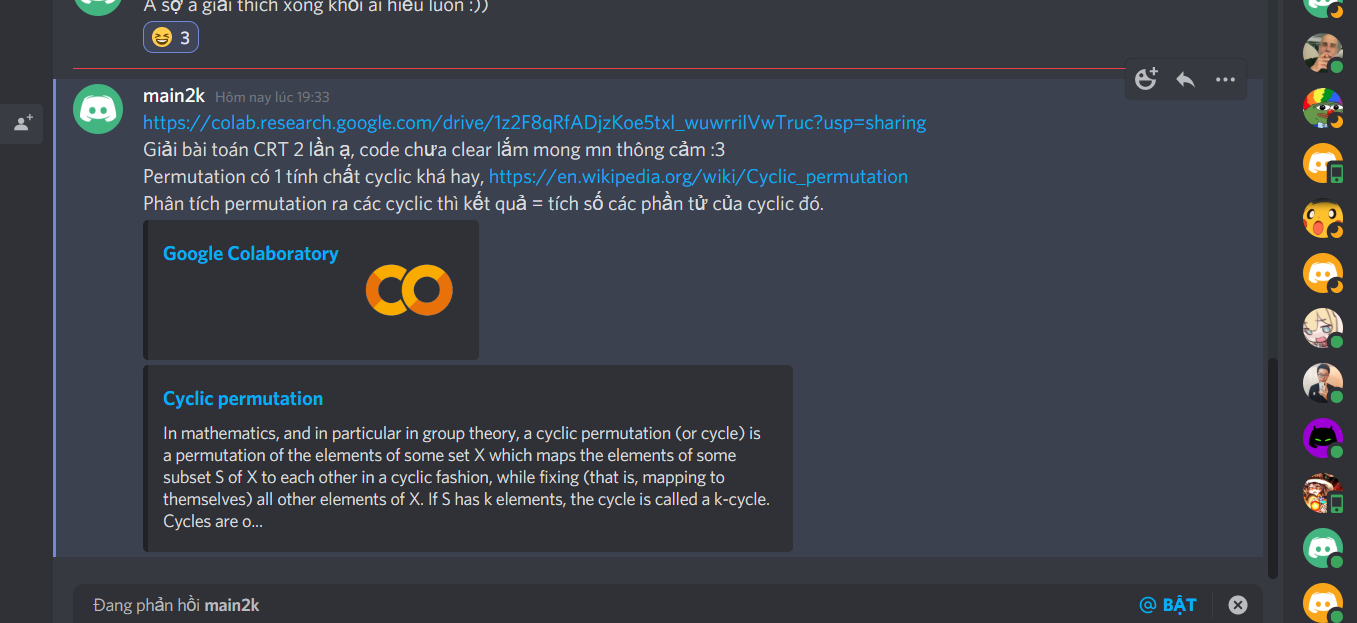 A sợ a giải thích xong khỏi ai hiểu luôn :))
3
main2k Hôm nay lúc 19:33
https://colab.research.google.com/drive/1z2F8qRfADjzKoe5txl_wuwrrilVwTruc?usp=sharing
Giải bài toán CRT 2 lần ạ, code chưa clear lắm mong mn thông cảm :3
Permutation có 1 tính chất cyclic khá hay, https://en.wikipedia.org/wiki/Cyclic_permutation
Phân tích permutation ra các cyclic thì kết quả = tích số các phần tử của cyclic đó.
Google Colaboratory
Cyclic permutation
In mathematics, and in particular in group theory, a cyclic permutation (or cycle) is
a permutation of the elements of some set X which maps the elements of some
subset S of X to each other in a cyclic fashion, while fixing (that is, mapping to
themselves) all other elements of X. If S has k elements, the cycle is called a k-cycle.
Cycles are o...
Đang phản hồi main2k
@ BẬT